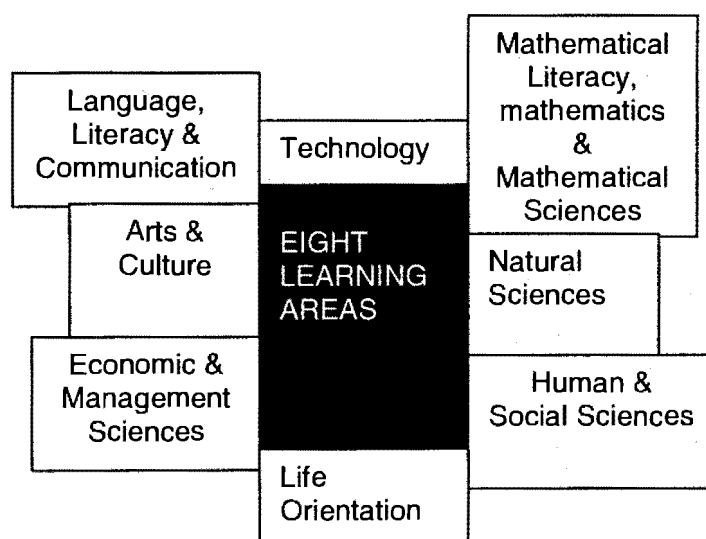 Language,
Literacy &
Communication
Technology
Mathematical
Literacy,
mathematics
&
Mathematical
Sciences
Arts &
Culture
EIGHT
LEARNING
AREAS
Natural
Sciences
Economic &
Management
Sciences
Human &
Social Sciences
Life
Orientation